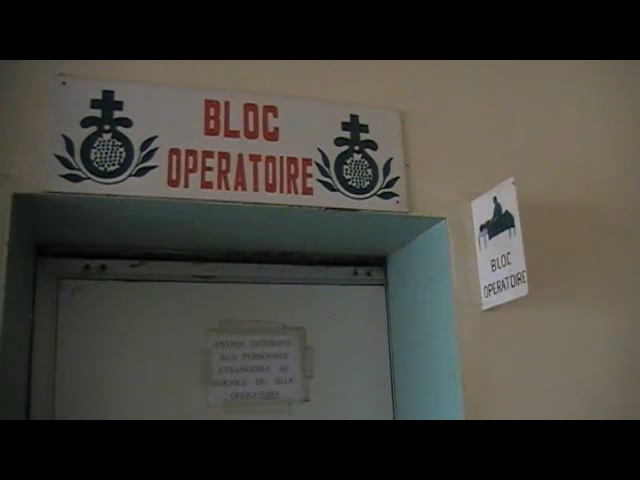 BLOC
OPERATOIRE
BLOC
OPERATOIRE
ENTREE INTERDITE
AUX PERSONNES
ETRANGERES AU
SERVICE DU BLOC
OPERATOIRE